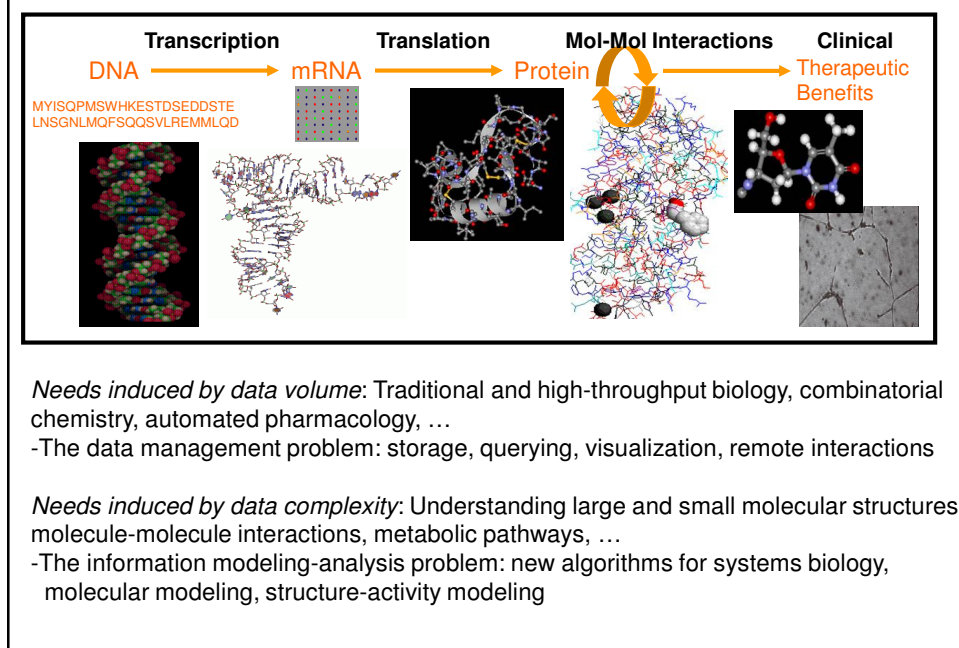 Transcription Translation Mol-Mol Interactions Clinical
DNA mRNA Protein Therapeutic
Benefits
MYISQPMSWHKESTDSEDDSTE
LNSGNLMQFSQQSVLREMMLQD
Needs induced by data volume: Traditional and high-throughput biology, combinatorial
chemistry, automated pharmacology, …
-The data management problem: storage, querying, visualization, remote interactions
Needs induced by data complexity: Understanding large and small molecular structures
molecule-molecule interactions, metabolic pathways, …
-The information modeling-analysis problem: new algorithms for systems biology,
molecular modeling, structure-activity modeling